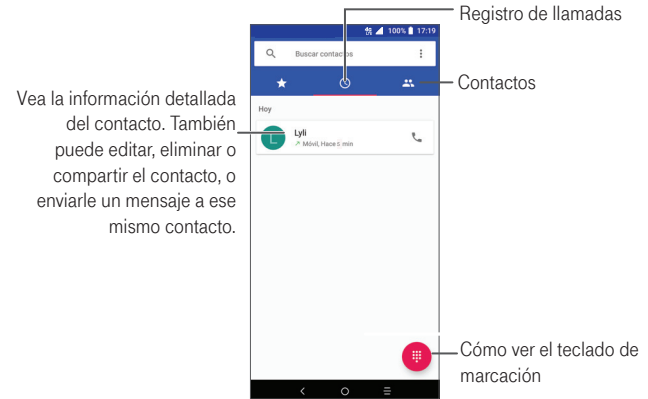 Registro de llamadas
100% 17:19
Buscar contactos
Contactos
Vea la información detallada
del contacto. También
puede editar, eliminar o
compartir el contacto, o
enviarle un mensaje a ese
mismo contacto.
Hoy
L
Lyli
Móvil, Hace min
Cómo ver el teclado de
marcación